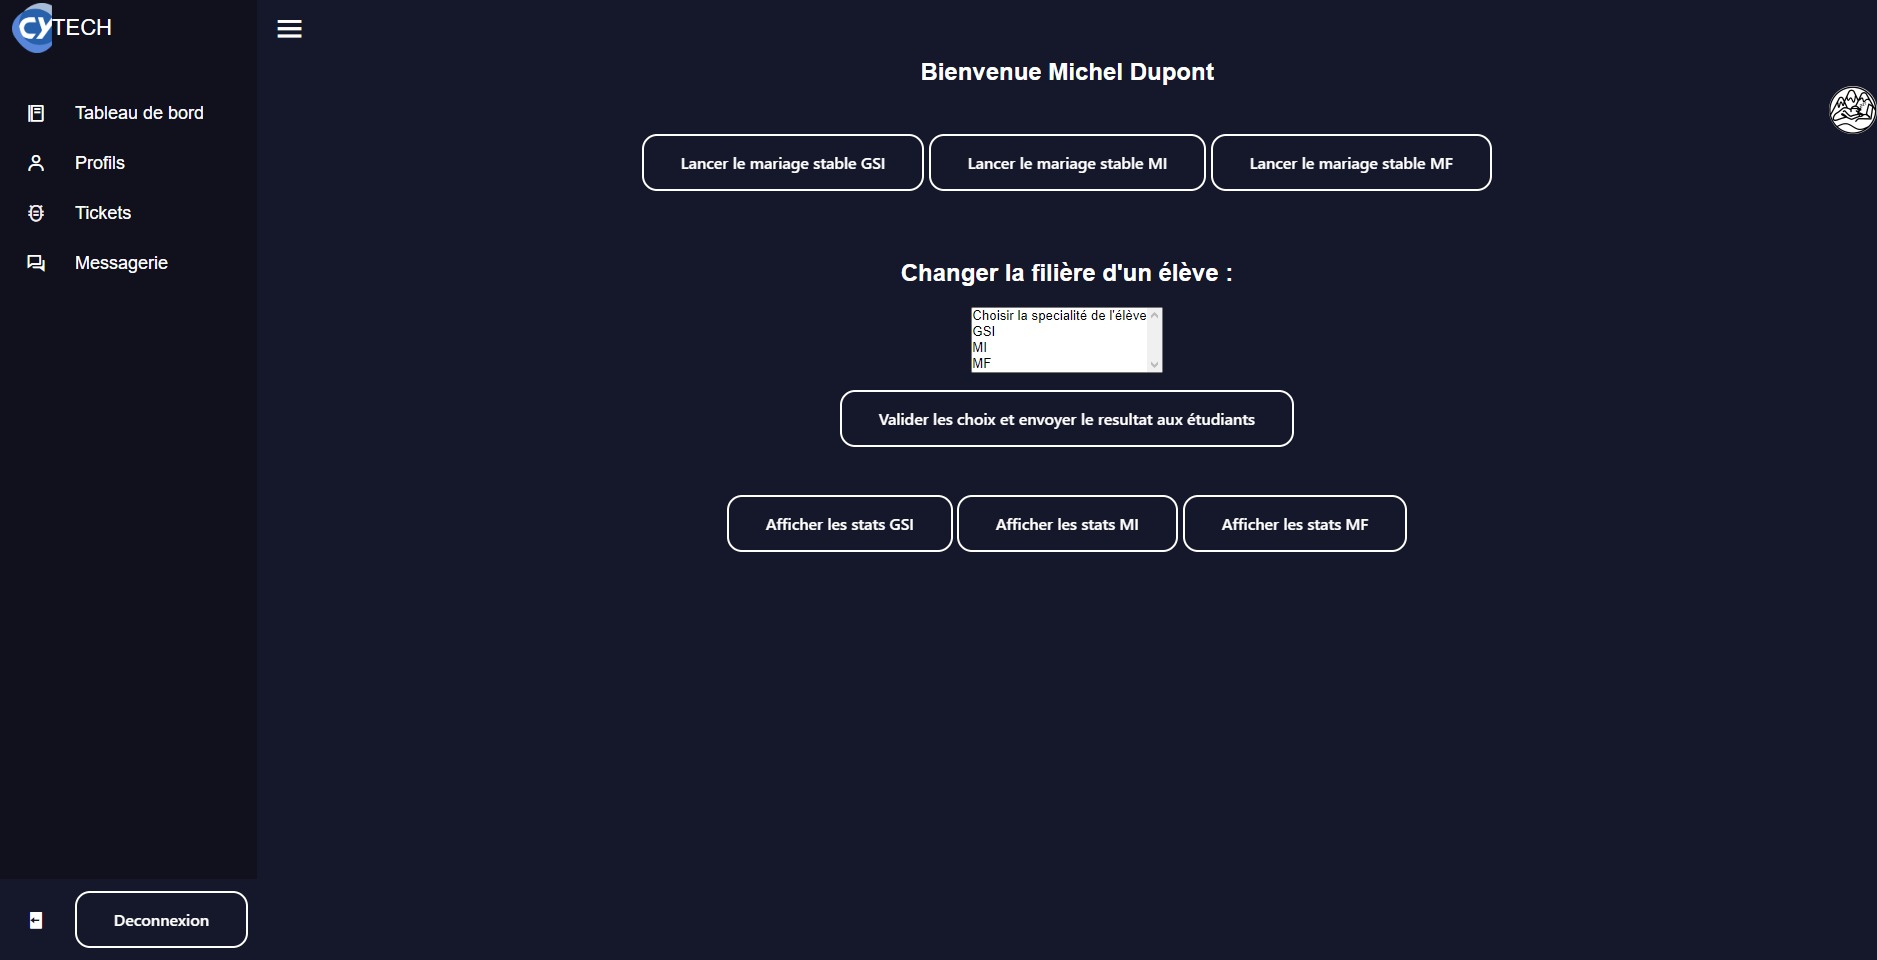 CYTECH
Tableau de bord
Profils
Tickets
Messagerie
Deconnexion
Bienvenue Michel Dupont
Lancer le mariage stable GSI
Lancer le mariage stable MI
Lancer le mariage stable MF
Changer la filière d'un élève :
Choisir la specialité de l'élève
GSI
MI
MF
Valider les choix et envoyer le resultat aux étudiants
Afficher les stats GSI
Afficher les stats MI
Afficher les stats MF